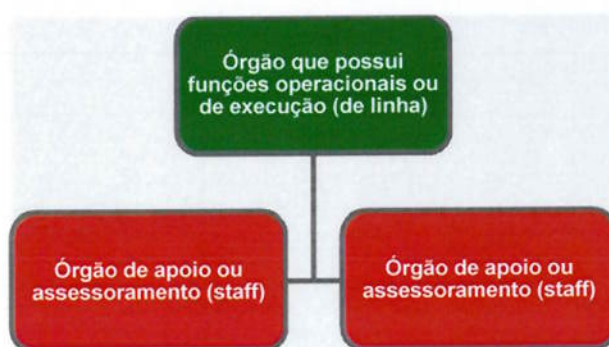 Órgão que possui
funções operacionais ou
de execução (de linha)
Órgão de apoio ou
assessoramento (staff)
Órgão de apoio ou
assessoramento (staff)